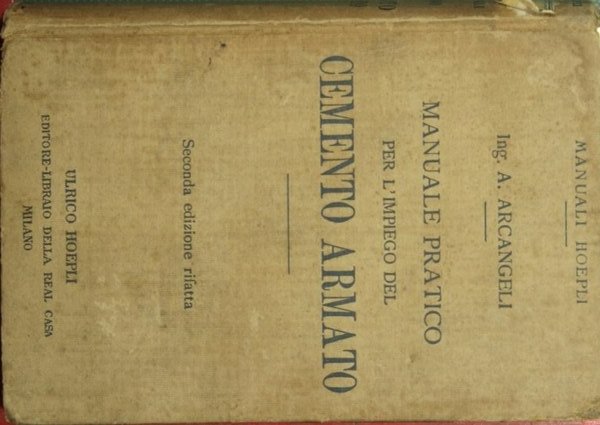 MANUALI HOEPLI
Ing. A. ARCANGELI
MANUALE PRATICO
PER L'IMPIEGO DEL
CEMENTO ARMATO
Seconda edizione rifatta
ULRICO HOEPLI
EDITORE-LIBRAIO DELLA REAL CASA
MILANO